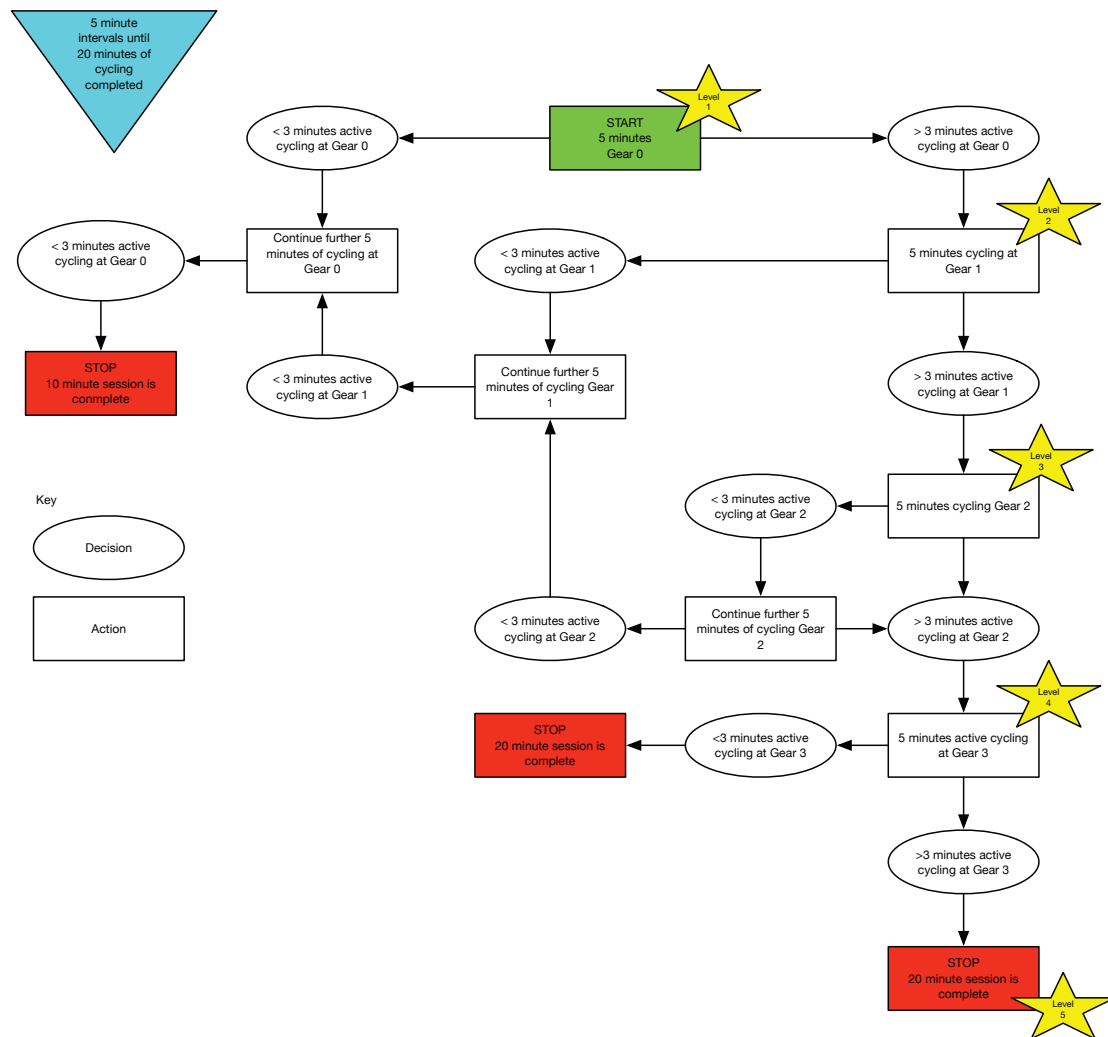 5 minute
intervals until
20 minutes of
cycling
completed
Level
1
START
5 minutes
Gear 0
< 3 minutes active
cycling at Gear 0
> 3 minutes active
cycling at Gear 0
Level
2
< 3 minutes active
cycling at Gear 0
Continue further 5
minutes of cycling at
Gear 0
< 3 minutes active
cycling at Gear 1
5 minutes cycling at
Gear 1
STOP
10 minute session is
conmplete
< 3 minutes active
cycling at Gear 1
Continue further 5
minutes of cycling Gear
1
> 3 minutes active
cycling at Gear 1
Level
3
Key
< 3 minutes active
cycling at Gear 2
5 minutes cycling Gear 2
Decision
Action
< 3 minutes active
cycling at Gear 2
Continue further 5
minutes of cycling Gear
2
> 3 minutes active
cycling at Gear 2
Level
4
STOP
20 minute session is
complete
<3 minutes active
cycling at Gear 3
5 minutes active cycling
at Gear 3
>3 minutes active
cycling at Gear 3
STOP
20 minute session is
complete
Level
5